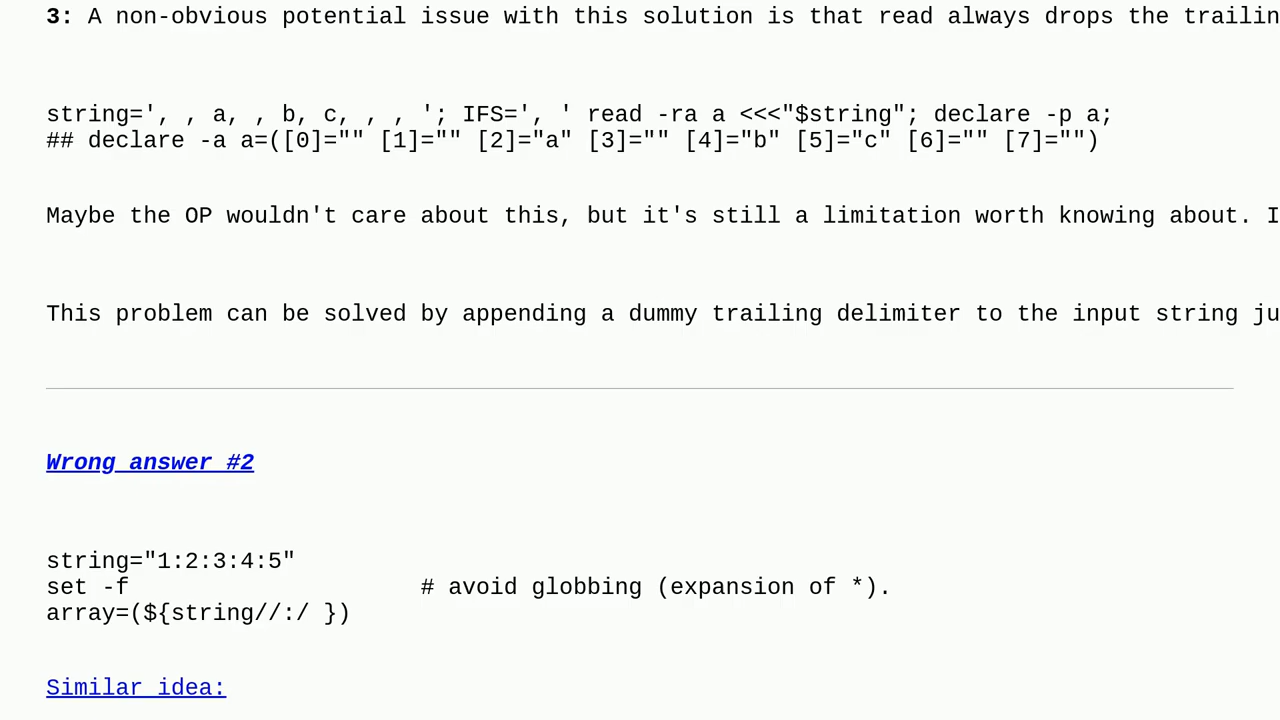 3: A non-obvious potential issue with this solution is that read always drops the
string=', , a, , b, c, , , '; IFS=', ' read -ra a <<<"$string"; declare -p a;
## declare -a a=([0]="" [1]="" [2]="a" [3]="" [4]="b" [5]="c" [6]="" [7]="")
Maybe the OP wouldn't care about this, but it's still a limitation worth knowing about. I
This problem can be solved by appending a dummy trailing delimiter to the input string
Wrong answer #2
string="1:2:3:4:5"
set -f                     # avoid globbing (expansion of *).
array=(${string//:/ })
Similar idea: